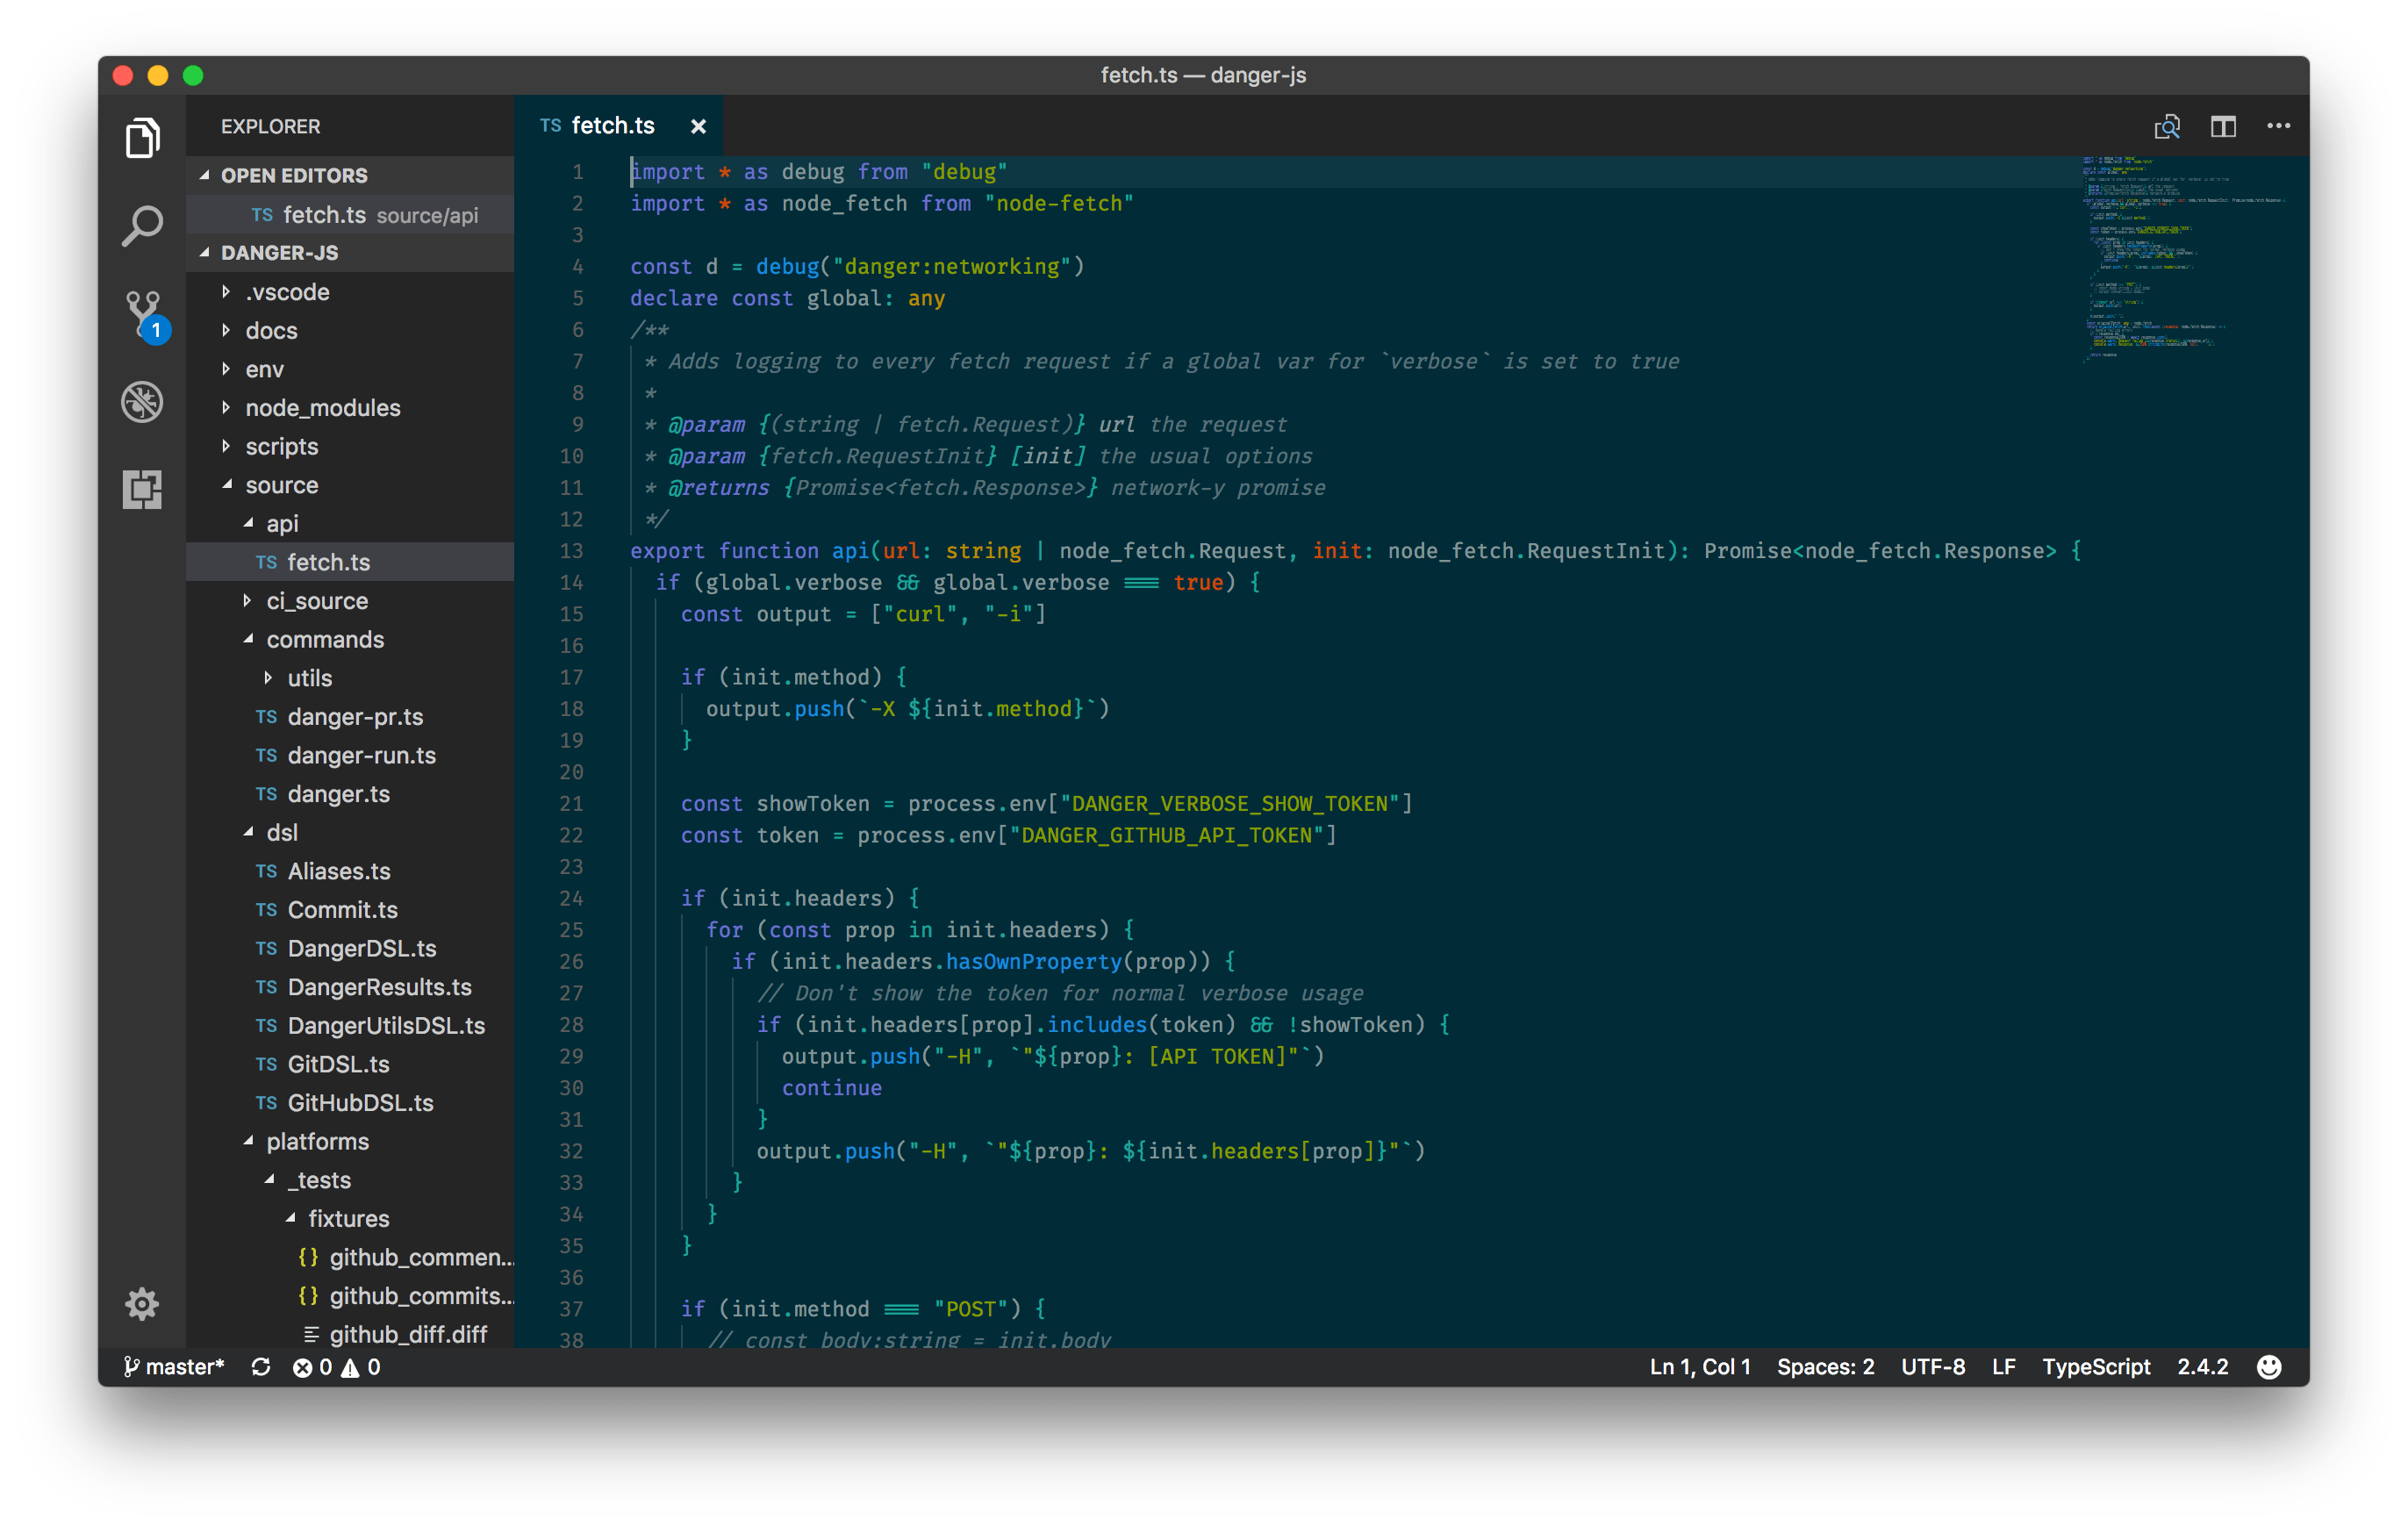 fetch.ts — danger-js
EXPLORER
OPEN EDITORS
TS fetch.ts source/api
DANGER-JS
.vscode
docs
env
node_modules
scripts
source
api
TS fetch.ts
ci_source
commands
utils
TS danger-pr.ts
TS danger-run.ts
TS danger.ts
dsl
TS Aliases.ts
TS Commit.ts
TS DangerDSL.ts
TS DangerResults.ts
TS DangerUtilsDSL.ts
TS GitDSL.ts
TS GitHubDSL.ts
platforms
_tests
fixtures
{} github_commen...
{} github_commits...
github_diff.diff
1
TS fetch.ts ×
1 import * as debug from "debug"
2 import * as node_fetch from "node-fetch"
3
4 const d = debug("danger:networking")
5 declare const global: any
6 /**
7 * Adds logging to every fetch request if a global var for `verbose` is set to true
8 *
9 * @param {(string | fetch.Request)} url the request
10 * @param {fetch.RequestInit} [init] the usual options
11 * @returns {Promise<fetch.Response>} network-y promise
12 */
13 export function api(url: string | node_fetch.Request, init: node_fetch.RequestInit): Promise<node_fetch.Response> {
14 if (global.verbose && global.verbose === true) {
15 const output = ["curl", "-i"]
16
17 if (init.method) {
18 output.push(`-X ${init.method}`)
19 }
20
21 const showToken = process.env["DANGER_VERBOSE_SHOW_TOKEN"]
22 const token = process.env["DANGER_GITHUB_API_TOKEN"]
23
24 if (init.headers) {
25 for (const prop in init.headers) {
26 if (init.headers.hasOwnProperty(prop)) {
27 // Don't show the token for normal verbose usage
28 if (init.headers[prop].includes(token) && !showToken) {
29 output.push("-H", `"${prop}: [API TOKEN]"`)
30 continue
31 }
32 output.push("-H", `"${prop}: ${init.headers[prop]}"`)
33 }
34 }
35 }
36
37 if (init.method === "POST") {
38 // const body:string = init.body
master* 0 0
Ln 1, Col 1 Spaces: 2 UTF-8 LF TypeScript 2.4.2